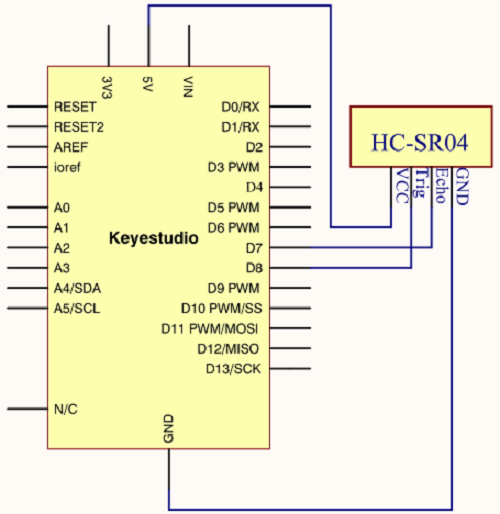 3V3
5V
VIN
RESET
RESET2
AREF
ioref
A0
A1
A2
A3
A4/SDA
A5/SCL
N/C
Keyestudio
D0/RX
D1/RX
D2
D3 PWM
D4
D5 PWM
D6 PWM
D7
D8
D9 PWM
D10 PWM/SS
D11 PWM/MOSI
D12/MISO
D13/SCK
GND
HC-SR04
VCC
Trig
Echo
GND